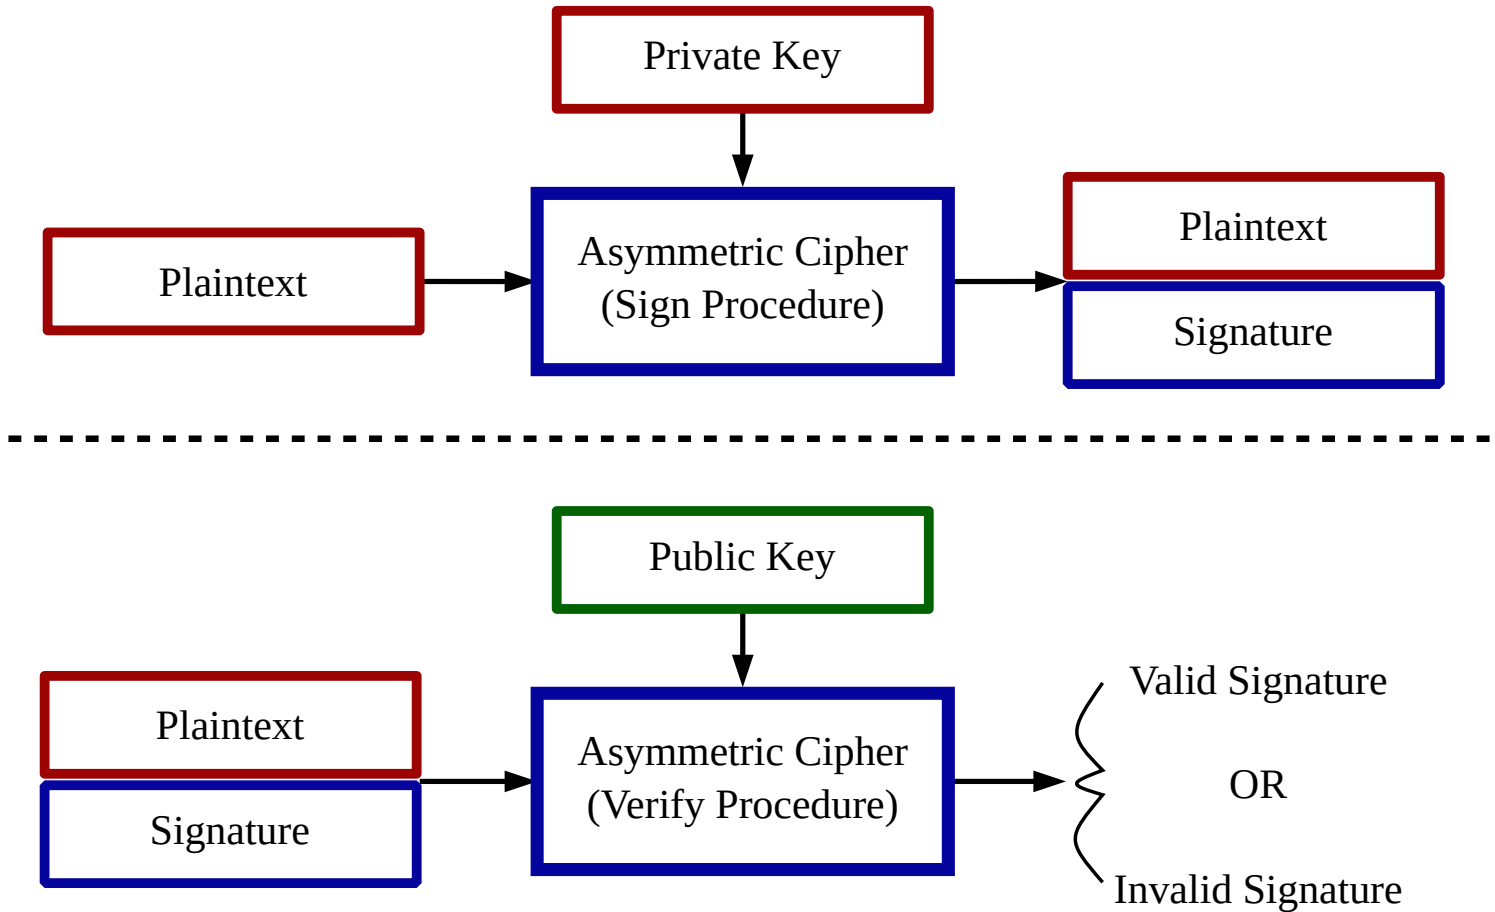 Private Key
Plaintext
Asymmetric Cipher
(Sign Procedure)
Plaintext
Signature
Public Key
Plaintext
Signature
Asymmetric Cipher
(Verify Procedure)
Valid Signature
OR
Invalid Signature